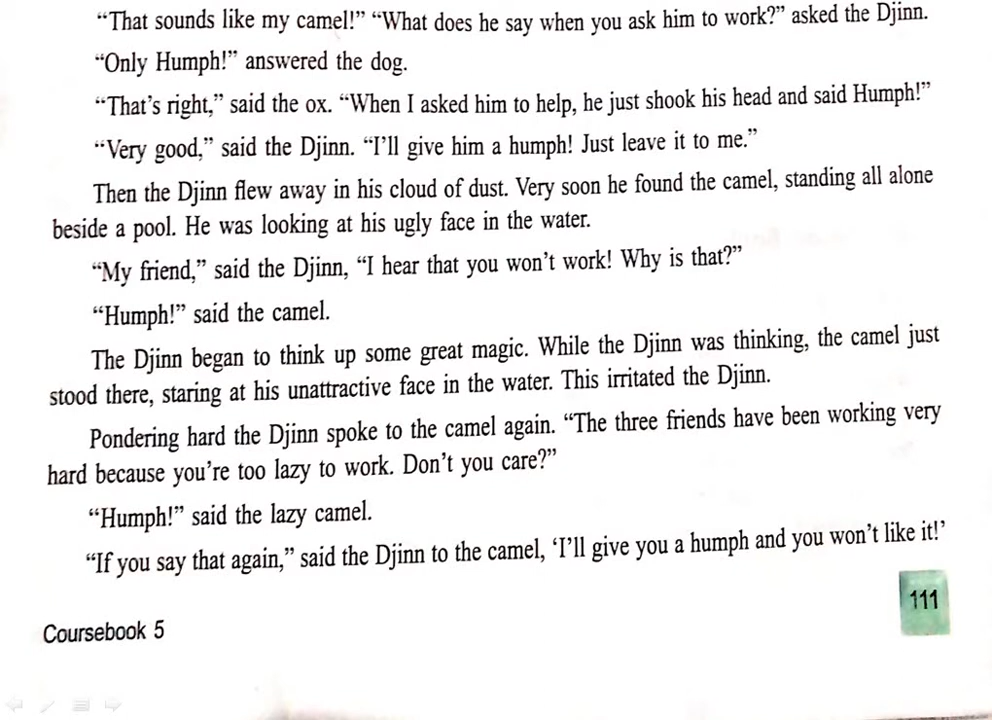 “That sounds like my camel!” “What does he say when you ask him to work?” asked the Djinn.
“Only Humph!” answered the dog.
“That’s right,” said the ox. “When I asked him to help, he just shook his head and said Humph!”
“Very good,” said the Djinn. “I’ll give him a humph! Just leave it to me.”
Then the Djinn flew away in his cloud of dust. Very soon he found the camel, standing all alone
beside a pool. He was looking at his ugly face in the water.
“My friend,” said the Djinn, “I hear that you won’t work! Why is that?”
“Humph!” said the camel.
The Djinn began to think up some great magic. While the Djinn was thinking, the camel just
stood there, staring at his unattractive face in the water. This irritated the Djinn.
Pondering hard the Djinn spoke to the camel again. “The three friends have been working very
hard because you’re too lazy to work. Don’t you care?”
“Humph!” said the lazy camel.
“If you say that again,” said the Djinn to the camel, ‘I’ll give you a humph and you won’t like it!’
111
Coursebook 5